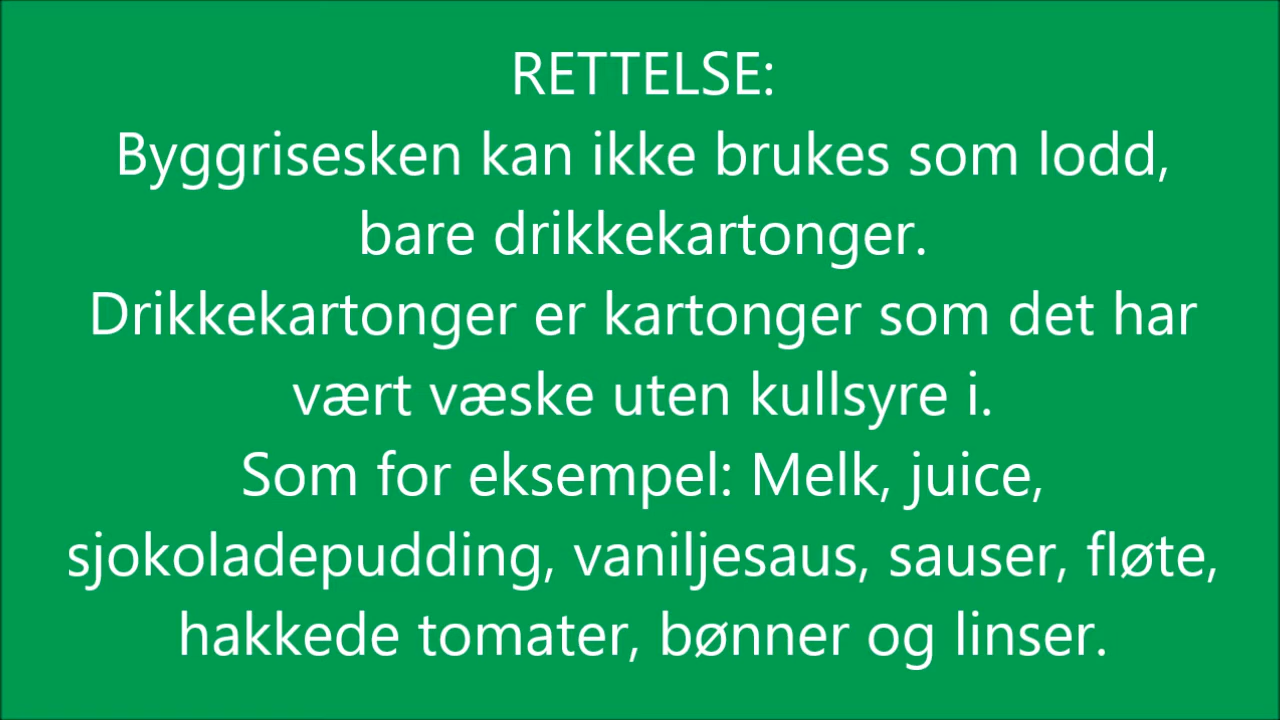 RETTELSE:
Byggrisesken kan ikke brukes som lodd,
bare drikkekartonger.
Drikkekartonger er kartonger som det har
vært væske uten kullsyre i.
Som for eksempel: Melk, juice,
sjokoladepudding, vaniljesaus, sauser, fløte,
hakkede tomater, bønner og linser.